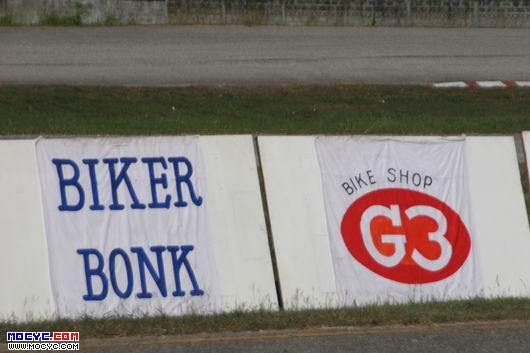 BIKER
BONK
BIKE SHOP
G3
MOCYC.COM
WWW.MOCYC.COM